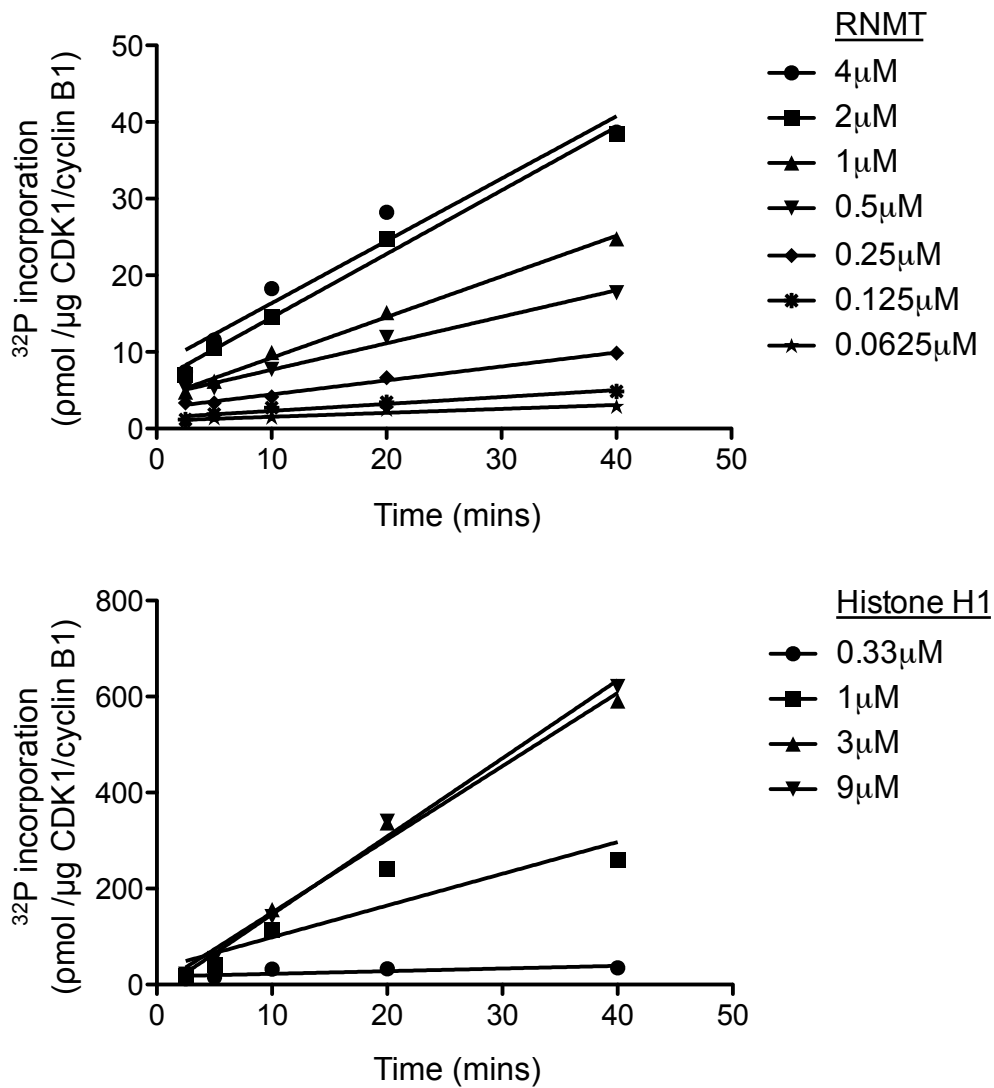 50
40
30
20
10
0
0 10 20 30 40 50
³²P incorporation
(ρmol /µg CDK1/cyclin B1)
Time (mins)
RNMT
4μM
2μM
1μM
0.5μM
0.25μM
0.125μM
0.0625μM
800
600
400
200
0
0 10 20 30 40 50
³²P incorporation
(ρmol /µg CDK1/cyclin B1)
Time (mins)
Histone H1
0.33μM
1μM
3μM
9μM